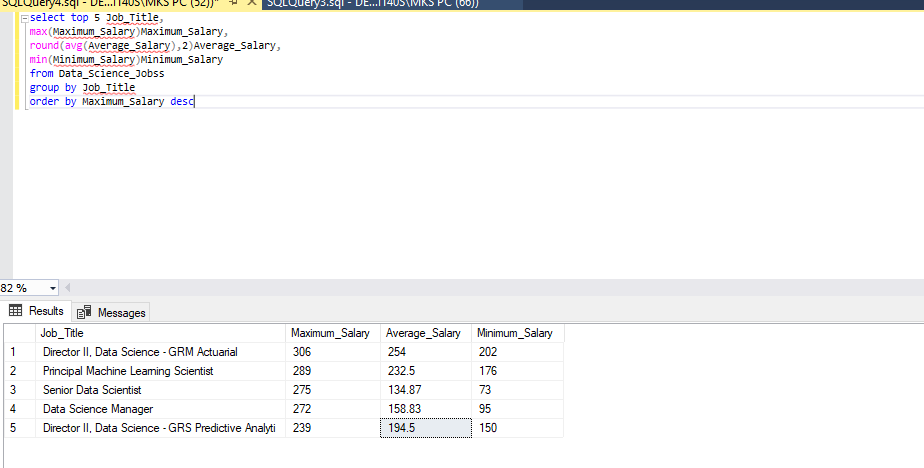 SQLQuery4.sql - DE...1I40S\MKS PC (52))* SQLQuery3.sql - DE...1I40S\MKS PC (66))
select top 5 Job_Title,
max(Maximum_Salary)Maximum_Salary,
round(avg(Average_Salary),2)Average_Salary,
min(Minimum_Salary)Minimum_Salary
from Data_Science_Jobss
group by Job_Title
order by Maximum_Salary desc
82 %
Results Messages
Job_Title Maximum_Salary Average_Salary Minimum_Salary
1 Director II, Data Science - GRM Actuarial 306 254 202
2 Principal Machine Learning Scientist 289 232.5 176
3 Senior Data Scientist 275 134.87 73
4 Data Science Manager 272 158.83 95
5 Director II, Data Science - GRS Predictive Analyti 239 194.5 150